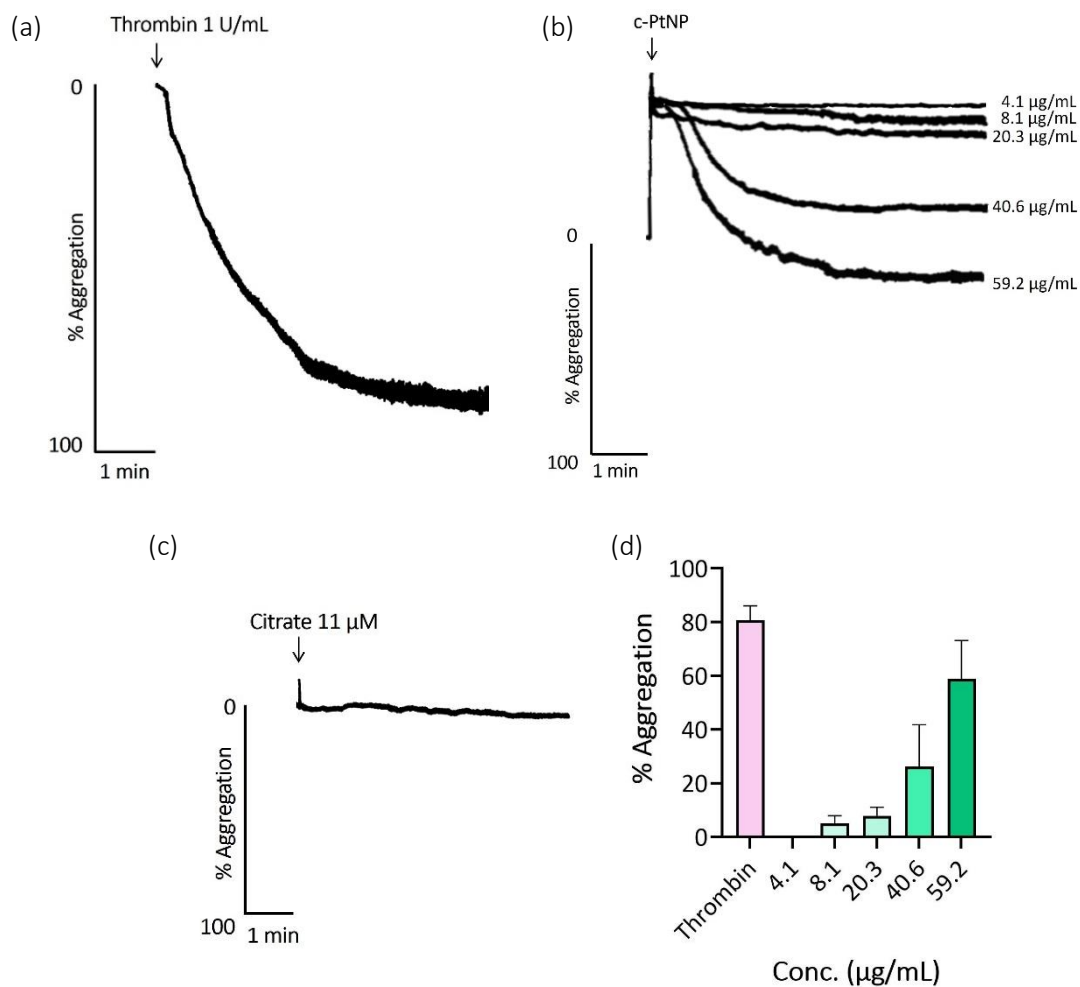 (a)
Thrombin 1 U/mL
0
% Aggregation
100
1 min
(b)
c-PtNP
4.1 µg/mL
8.1 µg/mL
20.3 µg/mL
40.6 µg/mL
59.2 µg/mL
0
% Aggregation
100
1 min
(c)
Citrate 11 µM
0
% Aggregation
100
1 min
(d)
100
80
60
40
20
0
% Aggregation
Thrombin
4.1
8.1
20.3
40.6
59.2
Conc. (µg/mL)